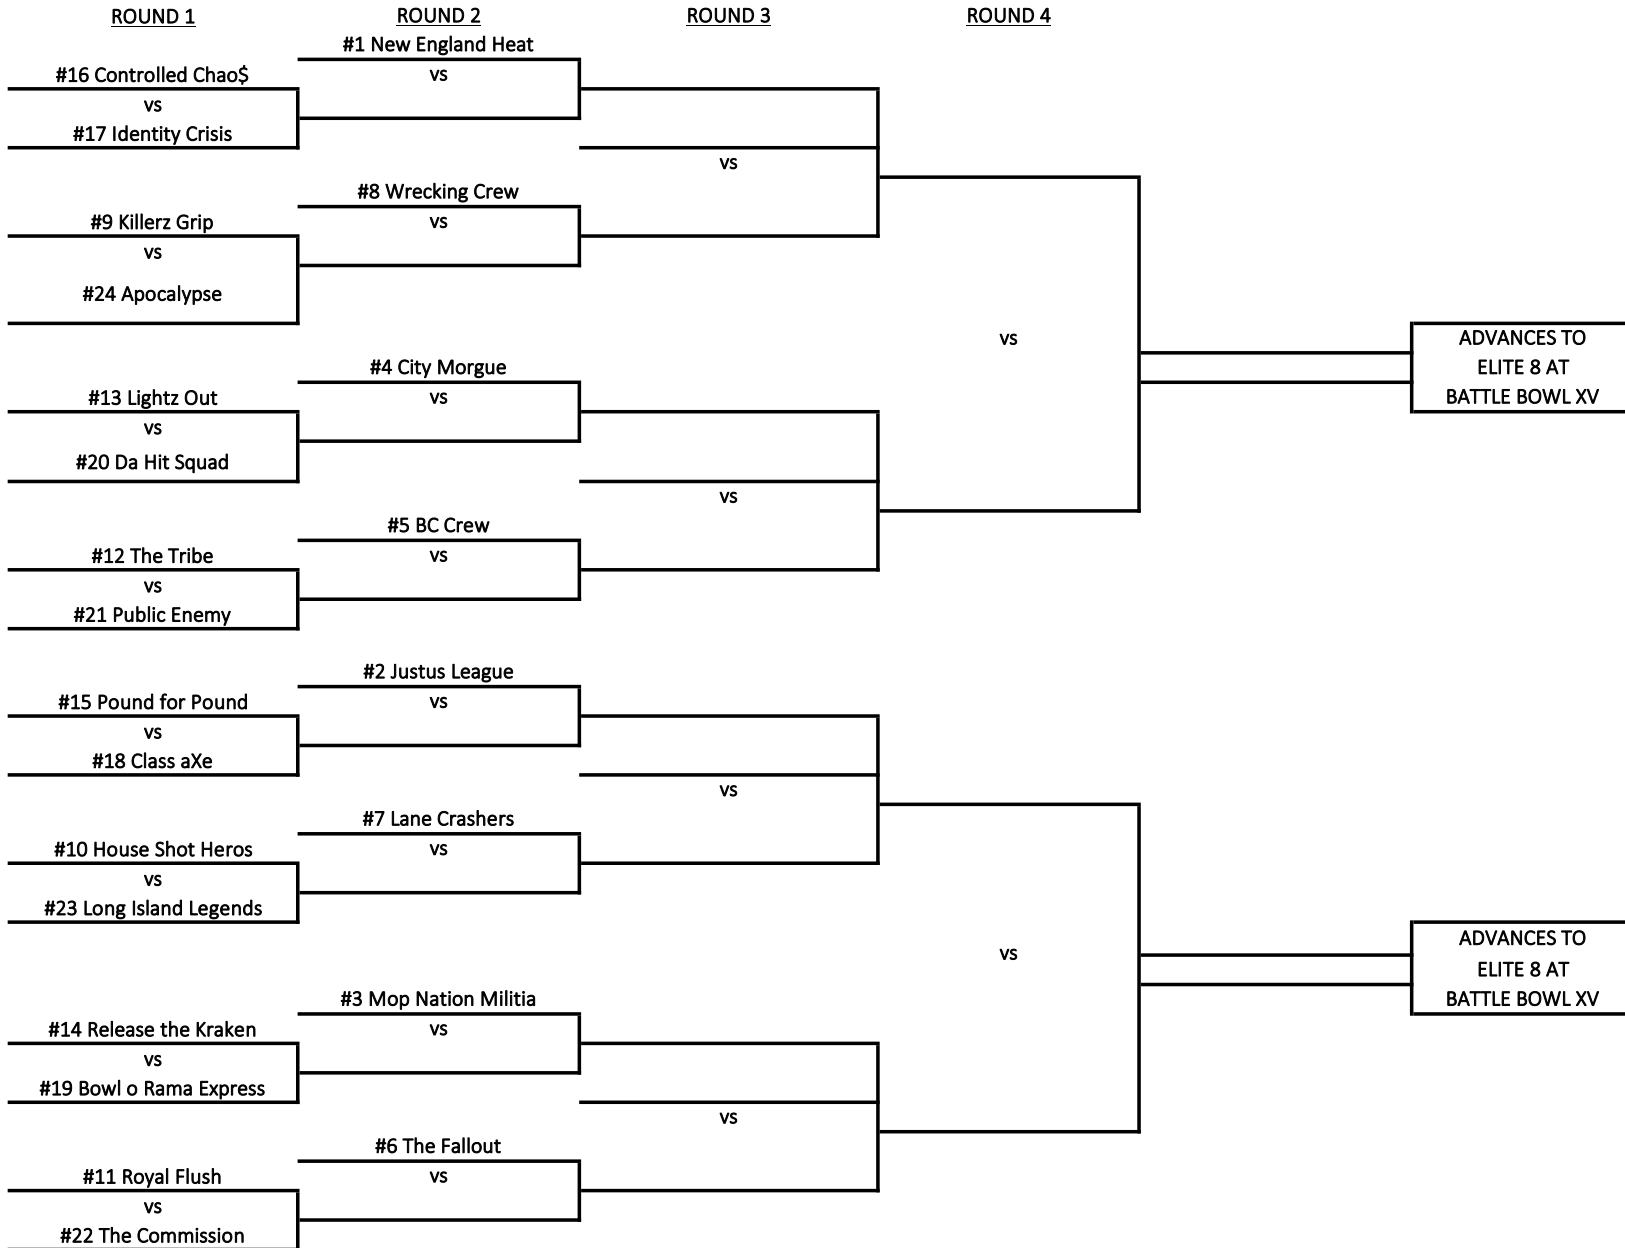 ROUND 1 ROUND 2 ROUND 3 ROUND 4
#1 New England Heat
#16 Controlled Chao$ vs
vs
#17 Identity Crisis
vs
#8 Wrecking Crew
#9 Killerz Grip vs
vs
#24 Apocalypse
vs ADVANCES TO
#4 City Morgue ELITE 8 AT
#13 Lightz Out vs BATTLE BOWL XV
vs
#20 Da Hit Squad
vs
#5 BC Crew
#12 The Tribe vs
vs
#21 Public Enemy
#2 Justus League
#15 Pound for Pound vs
vs
#18 Class aXe
vs
#7 Lane Crashers
#10 House Shot Heros vs
vs
#23 Long Island Legends
ADVANCES TO
vs
ELITE 8 AT
#3 Mop Nation Militia BATTLE BOWL XV
#14 Release the Kraken vs
vs
#19 Bowl o Rama Express
vs
#6 The Fallout
#11 Royal Flush vs
vs
#22 The Commission